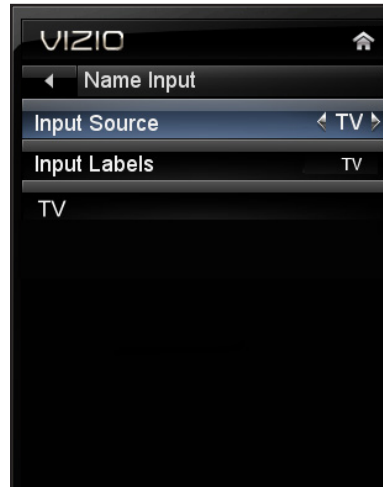 VIZIO
Name Input
Input Source TV
Input Labels TV
TV